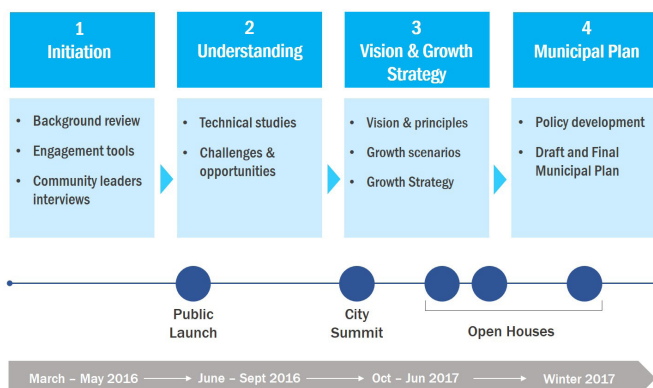 1
Initiation
2
Understanding
3
Vision & Growth
Strategy
4
Municipal Plan
• Background review
• Engagement tools
• Community leaders
interviews
• Technical studies
• Challenges &
opportunities
• Vision & principles
• Growth scenarios
• Growth Strategy
• Policy development
• Draft and Final
Municipal Plan
Public
Launch
City
Summit
Open Houses
March – May 2016
June – Sept 2016
Oct – Jun 2017
Winter 2017